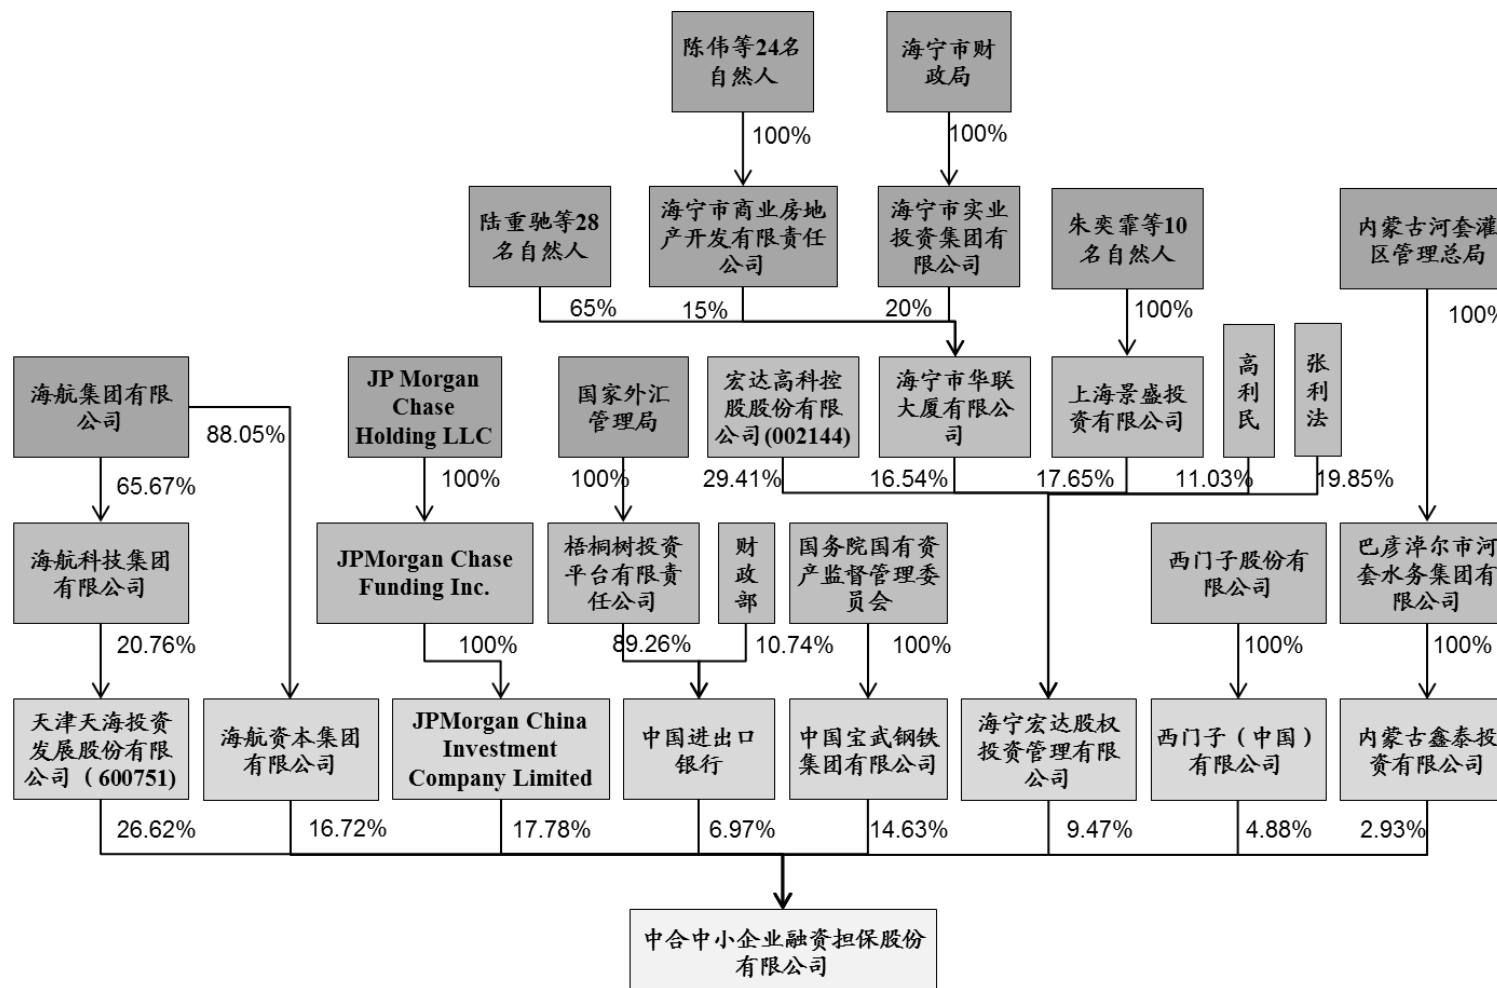 陈伟等24名
自然人
海宁市财
政局
100%
100%
陆重驰等28
名自然人
海宁市商业房地
产开发有限责任
公司
海宁市实业
投资集团有
限公司
朱奕霏等10
名自然人
内蒙古河套灌
区管理总局
65%
15%
20%
100%
100%
海航集团有限
公司
88.05%
JP Morgan
Chase
Holding LLC
国家外汇
管理局
宏达高科控
股股份有限
公司(002144)
海宁市华联
大厦有限公
司
上海景盛投
资有限公司
高利民
张利法
65.67%
100%
100%
29.41%
16.54%
17.65%
11.03%
19.85%
海航科技集团
有限公司
JPMorgan Chase
Funding Inc.
梧桐树投资
平台有限责
任公司
财政部
国务院国有资
产监督管理委
员会
西门子股份有
限公司
巴彦淖尔市河
套水务集团有
限公司
20.76%
100%
89.26%
10.74%
100%
100%
100%
天津天海投资
发展股份有限
公司（600751）
海航资本集团
有限公司
JPMorgan China
Investment
Company Limited
中国进出口
银行
中国宝武钢铁
集团有限公司
海宁宏达股权
投资管理有限
公司
西门子（中国）
有限公司
内蒙古鑫泰投
资有限公司
26.62%
16.72%
17.78%
6.97%
14.63%
9.47%
4.88%
2.93%
中合中小企业融资担保股份
有限公司